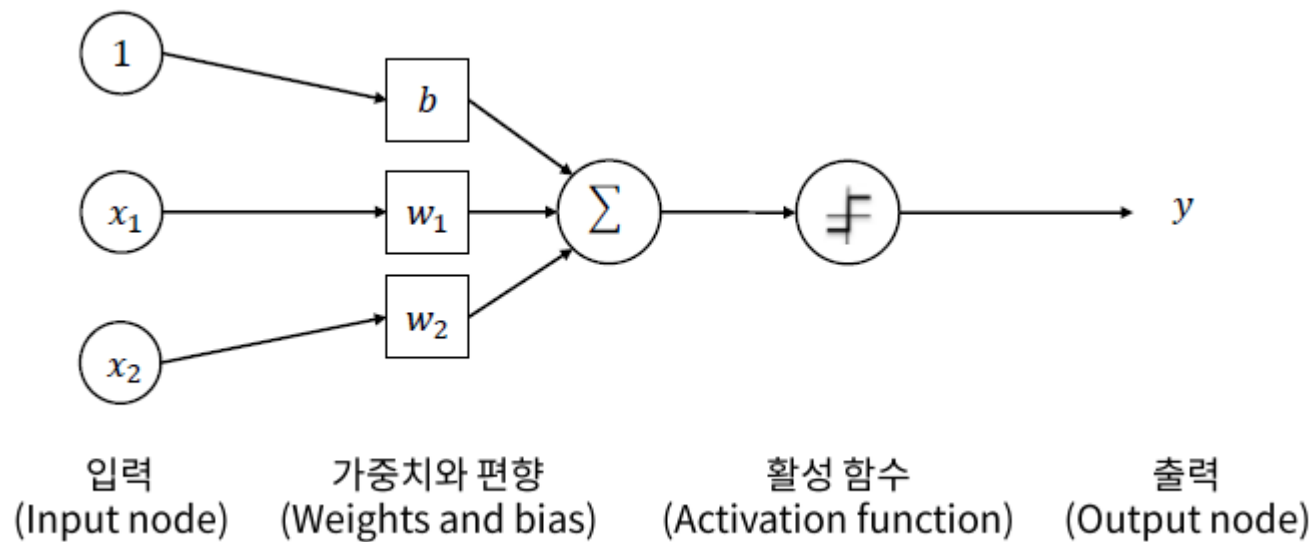 1
b
x₁
w₁
∑
y
w₂
x₂
입력
(Input node)
가중치와 편향
(Weights and bias)
활성 함수
(Activation function)
출력
(Output node)